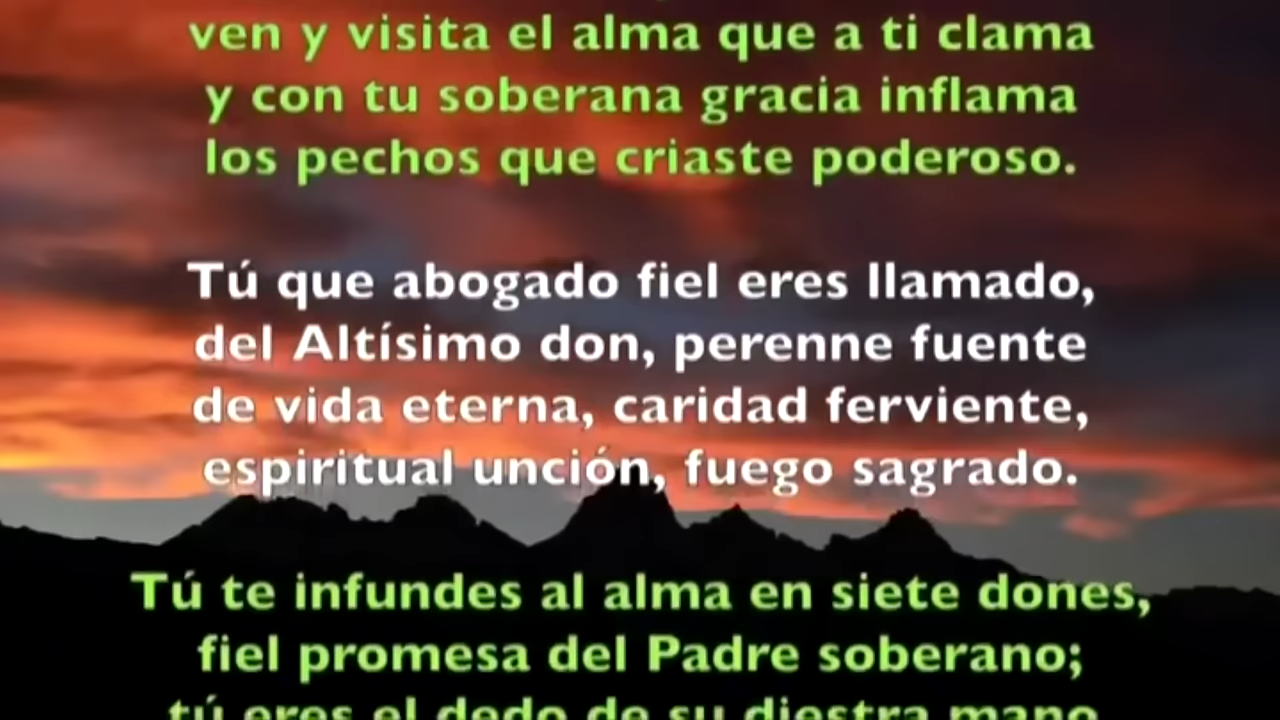 ven y visita el alma que a ti clama
y con tu soberana gracia inflama
los pechos que criaste poderoso.
Tú que abogado fiel eres llamado,
del Altísimo don, perenne fuente
de vida eterna, caridad ferviente,
espiritual unción, fuego sagrado.
Tú te infundes al alma en siete dones,
fiel promesa del Padre soberano;
tú eres el dedo de su diestra mano